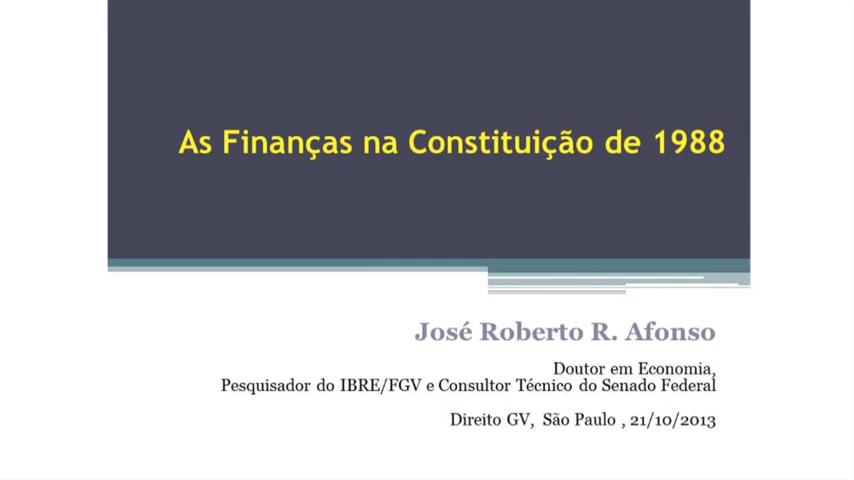 As Finanças na Constituição de 1988
José Roberto R. Afonso
Doutor em Economia,
Pesquisador do IBRE/FGV e Consultor Técnico do Senado Federal
Direito GV, São Paulo , 21/10/2013